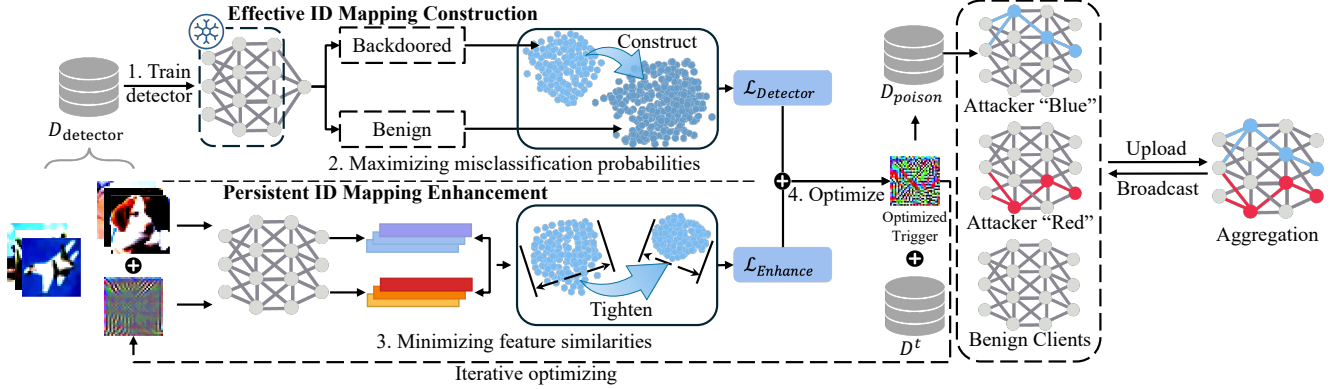 Effective ID Mapping Construction
1. Train
detector
D_detector
Backdoored
Benign
Construct
2. Maximizing misclassification probabilities
ℒ_Detector
Persistent ID Mapping Enhancement
Tighten
3. Minimizing feature similarities
ℒ_Enhance
4. Optimize
Iterative optimizing
D_poison
Optimized
Trigger
D^t
Attacker “Blue”
Attacker “Red”
Benign Clients
Upload
Broadcast
Aggregation